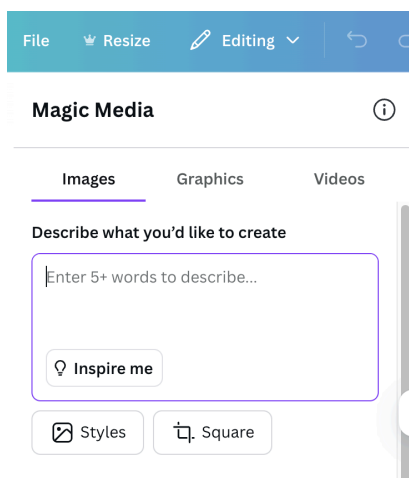 File Resize Editing
Magic Media
Images Graphics Videos
Describe what you’d like to create
Enter 5+ words to describe...
Inspire me
Styles Square